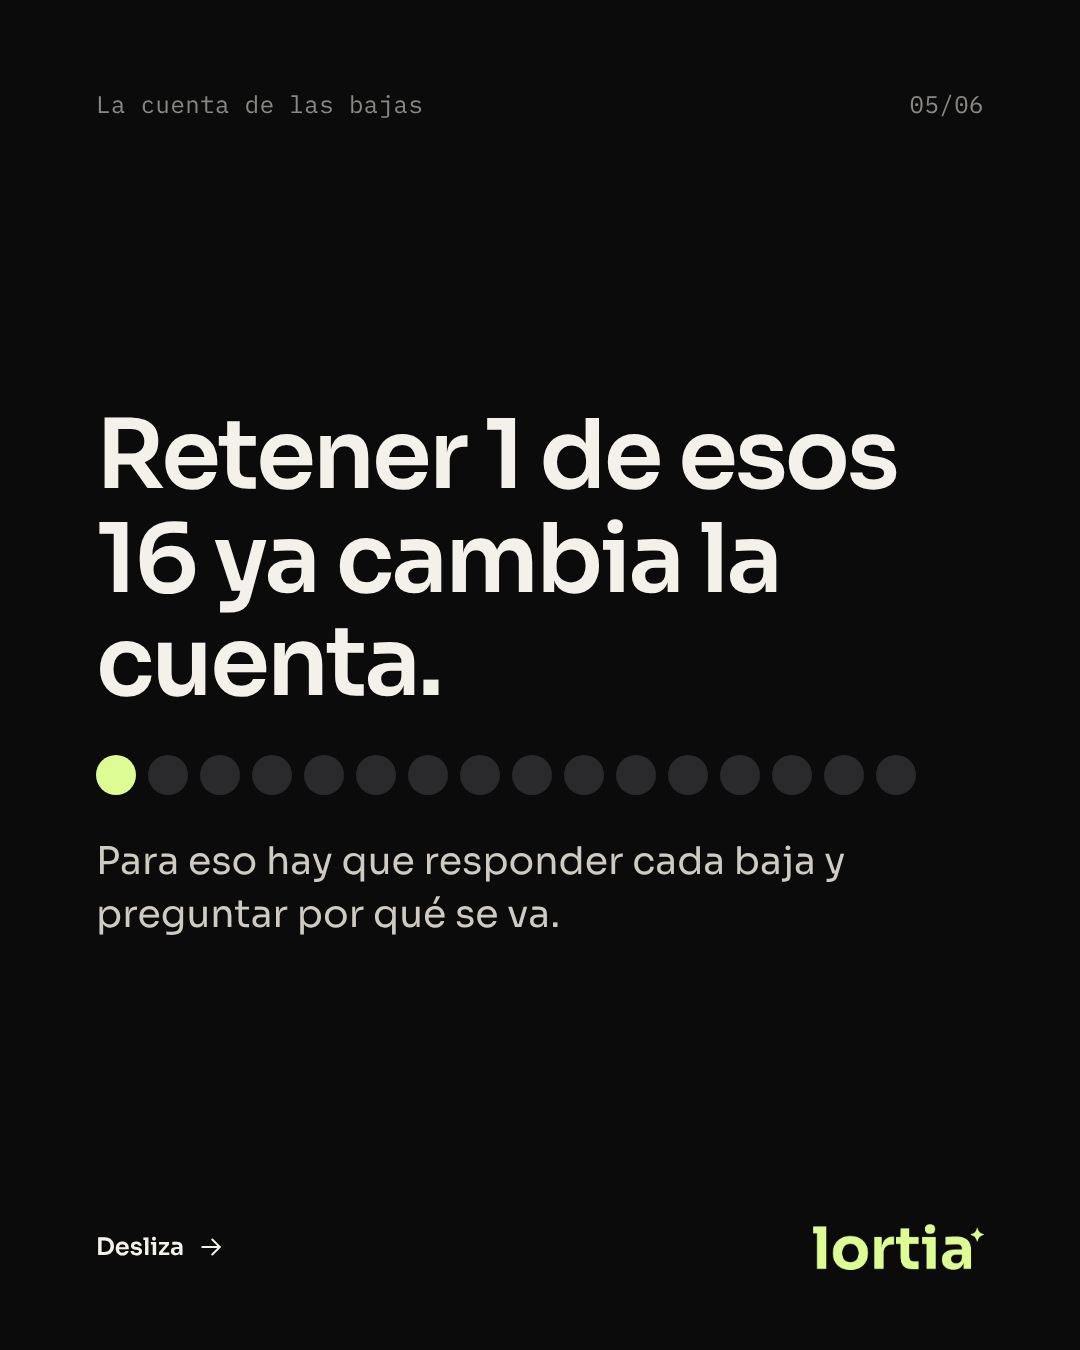 La cuenta de las bajas
05/06
Retener 1 de esos
16 ya cambia la
cuenta.
Para eso hay que responder cada baja y
preguntar por qué se va.
Desliza →
lortia